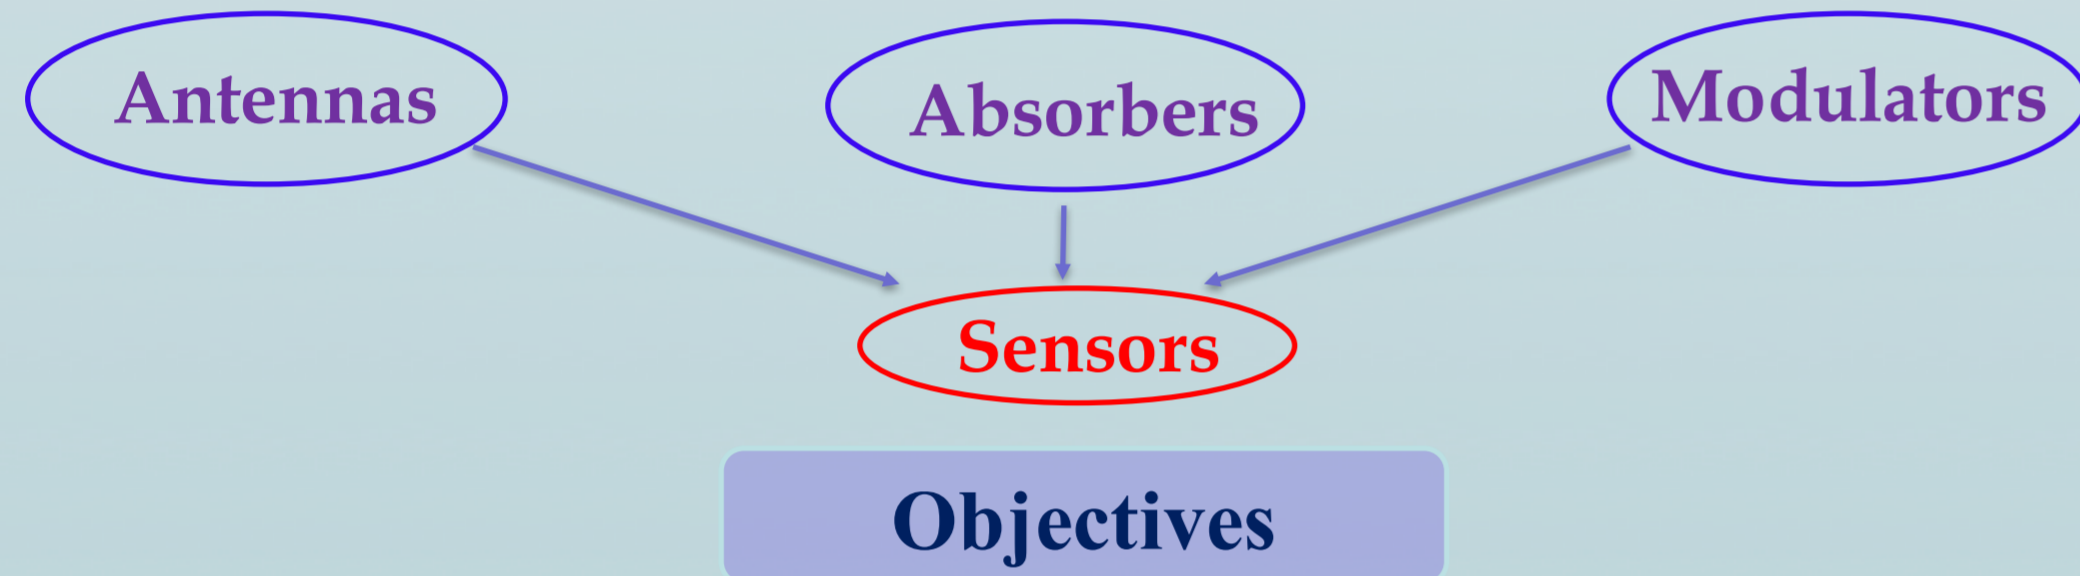 Antennas
Absorbers
Modulators
Sensors
Objectives